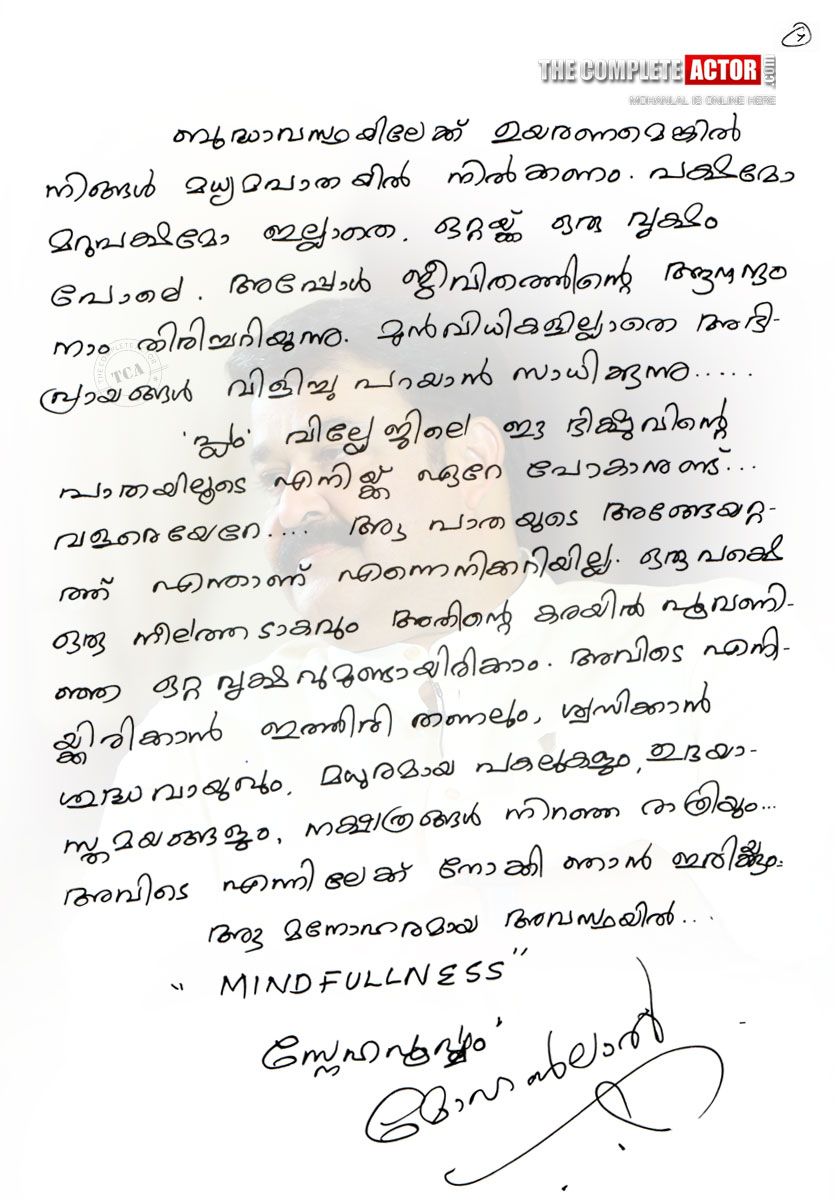 7
THE COMPLETE ACTOR .COM
MOHANLAL IS ONLINE HERE
ബുദ്ധാവസ്ഥയിലേക്ക് ഉയരണമെങ്കിൽ
നിങ്ങൾ മധ്യമപാതയിൽ നിൽക്കണം. പക്ഷമോ
മറുപക്ഷമോ ഇല്ലാതെ. ഒറ്റയ്ക്ക് ഒരു വൃക്ഷം
പോലെ. അപ്പോൾ ജീവിതത്തിന്റെ ആനന്ദം
നാം തിരിച്ചറിയുന്നു. മുൻവിധികളില്ലാതെ അഭി-
പ്രായങ്ങൾ വിളിച്ചു പറയാൻ സാധിക്കുന്നു.....
'പ്ലം' വില്ലേജിലെ ഈ ഭിക്ഷുവിന്റെ
പാതയിലൂടെ എനിയ്ക്ക് ഏറേ പോകാനുണ്ട്...
വളരെയേറേ.... ആ പാതയുടെ അങ്ങേയറ്റ-
ത്ത് എന്താണ് എന്നെനിക്കറിയില്ല. ഒരു പക്ഷെ
ഒരു നീലത്തടാകവും അതിന്റെ കരയിൽ പൂവണി-
ഞ്ഞ ഒറ്റ വൃക്ഷവുമുണ്ടായിരിക്കാം. അവിടെ എനി-
യ്ക്കിരിക്കാൻ ഇത്തിരി തണലും, ശ്വസിക്കാൻ
ശുദ്ധവായുവും, മധുരമായ പകലുകളും, ഉദയാ-
സ്തമയങ്ങളും, നക്ഷത്രങ്ങൾ നിറഞ്ഞ രാത്രിയും...
അവിടെ എന്നിലേക്ക് നോക്കി ഞാൻ ഇരിയ്ക്കും.
ആ മനോഹരമായ അവസ്ഥയിൽ...
"MINDFULLNESS"
സ്നേഹപൂർവ്വം
മോഹൻലാൽ
TCA